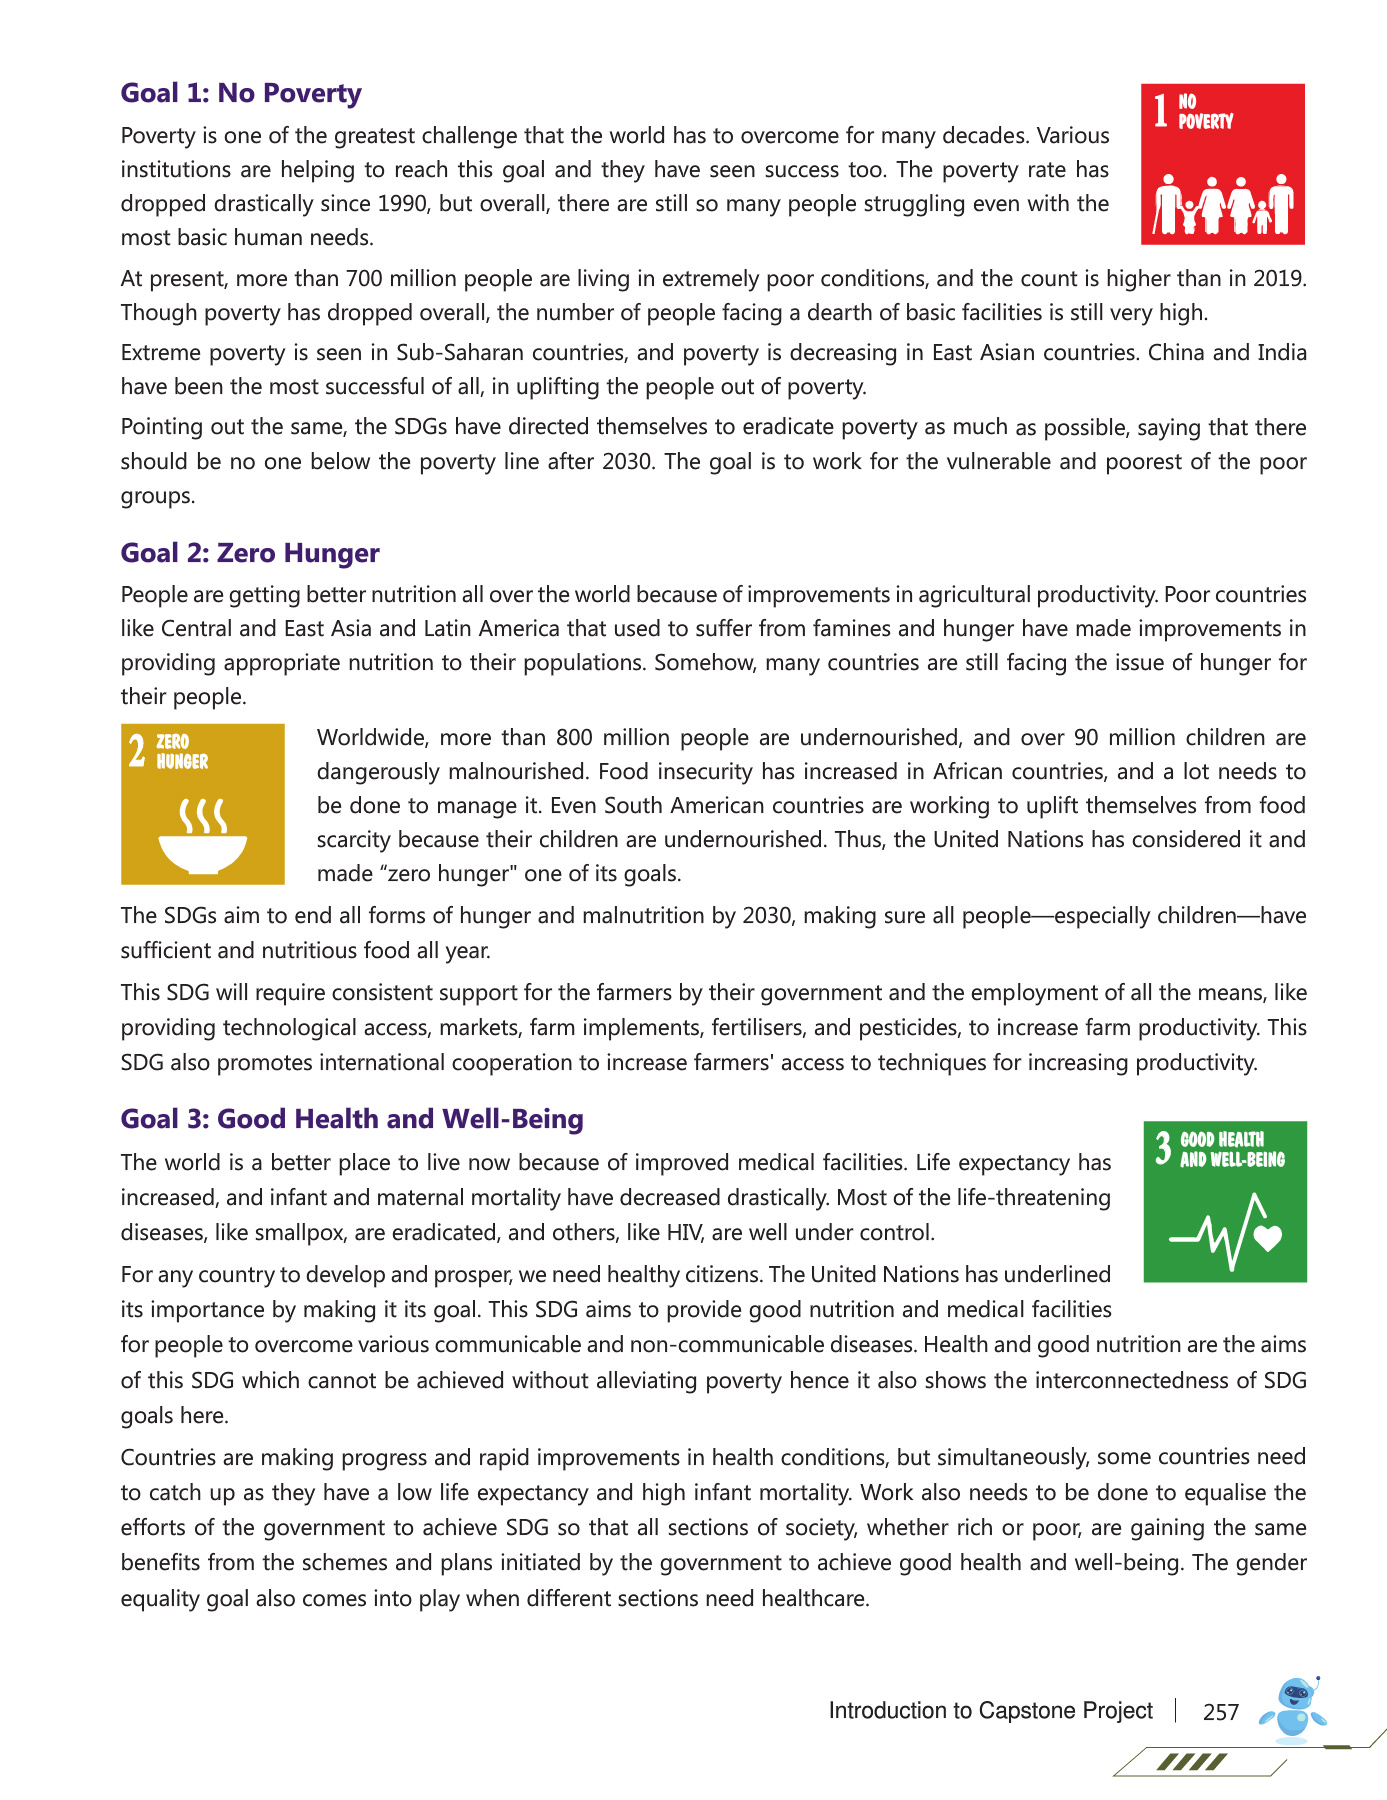 Goal 1: No Poverty
1 NO
POVERTY
Poverty is one of the greatest challenge that the world has to overcome for many decades. Various
institutions are helping to reach this goal and they have seen success too. The poverty rate has
dropped drastically since 1990, but overall, there are still so many people struggling even with the
most basic human needs.
At present, more than 700 million people are living in extremely poor conditions, and the count is higher than in 2019.
Though poverty has dropped overall, the number of people facing a dearth of basic facilities is still very high.
Extreme poverty is seen in Sub-Saharan countries, and poverty is decreasing in East Asian countries. China and India
have been the most successful of all, in uplifting the people out of poverty.
Pointing out the same, the SDGs have directed themselves to eradicate poverty as much as possible, saying that there
should be no one below the poverty line after 2030. The goal is to work for the vulnerable and poorest of the poor
groups.
Goal 2: Zero Hunger
People are getting better nutrition all over the world because of improvements in agricultural productivity. Poor countries
like Central and East Asia and Latin America that used to suffer from famines and hunger have made improvements in
providing appropriate nutrition to their populations. Somehow, many countries are still facing the issue of hunger for
their people.
2 ZERO
HUNGER
Worldwide, more than 800 million people are undernourished, and over 90 million children are
dangerously malnourished. Food insecurity has increased in African countries, and a lot needs to
be done to manage it. Even South American countries are working to uplift themselves from food
scarcity because their children are undernourished. Thus, the United Nations has considered it and
made “zero hunger" one of its goals.
The SDGs aim to end all forms of hunger and malnutrition by 2030, making sure all people—especially children—have
sufficient and nutritious food all year.
This SDG will require consistent support for the farmers by their government and the employment of all the means, like
providing technological access, markets, farm implements, fertilisers, and pesticides, to increase farm productivity. This
SDG also promotes international cooperation to increase farmers' access to techniques for increasing productivity.
Goal 3: Good Health and Well-Being
3 GOOD HEALTH
AND WELL-BEING
The world is a better place to live now because of improved medical facilities. Life expectancy has
increased, and infant and maternal mortality have decreased drastically. Most of the life-threatening
diseases, like smallpox, are eradicated, and others, like HIV, are well under control.
For any country to develop and prosper, we need healthy citizens. The United Nations has underlined
its importance by making it its goal. This SDG aims to provide good nutrition and medical facilities
for people to overcome various communicable and non-communicable diseases. Health and good nutrition are the aims
of this SDG which cannot be achieved without alleviating poverty hence it also shows the interconnectedness of SDG
goals here.
Countries are making progress and rapid improvements in health conditions, but simultaneously, some countries need
to catch up as they have a low life expectancy and high infant mortality. Work also needs to be done to equalise the
efforts of the government to achieve SDG so that all sections of society, whether rich or poor, are gaining the same
benefits from the schemes and plans initiated by the government to achieve good health and well-being. The gender
equality goal also comes into play when different sections need healthcare.
Introduction to Capstone Project 257